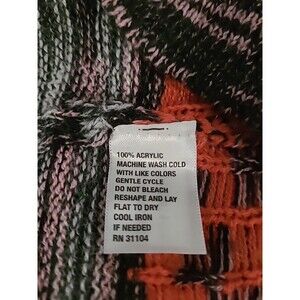 100% ACRYLIC
MACHINE WASH COLD
WITH LIKE COLORS
GENTLE CYCLE
DO NOT BLEACH
RESHAPE AND LAY
FLAT TO DRY
COOL IRON
IF NEEDED
RN 31104